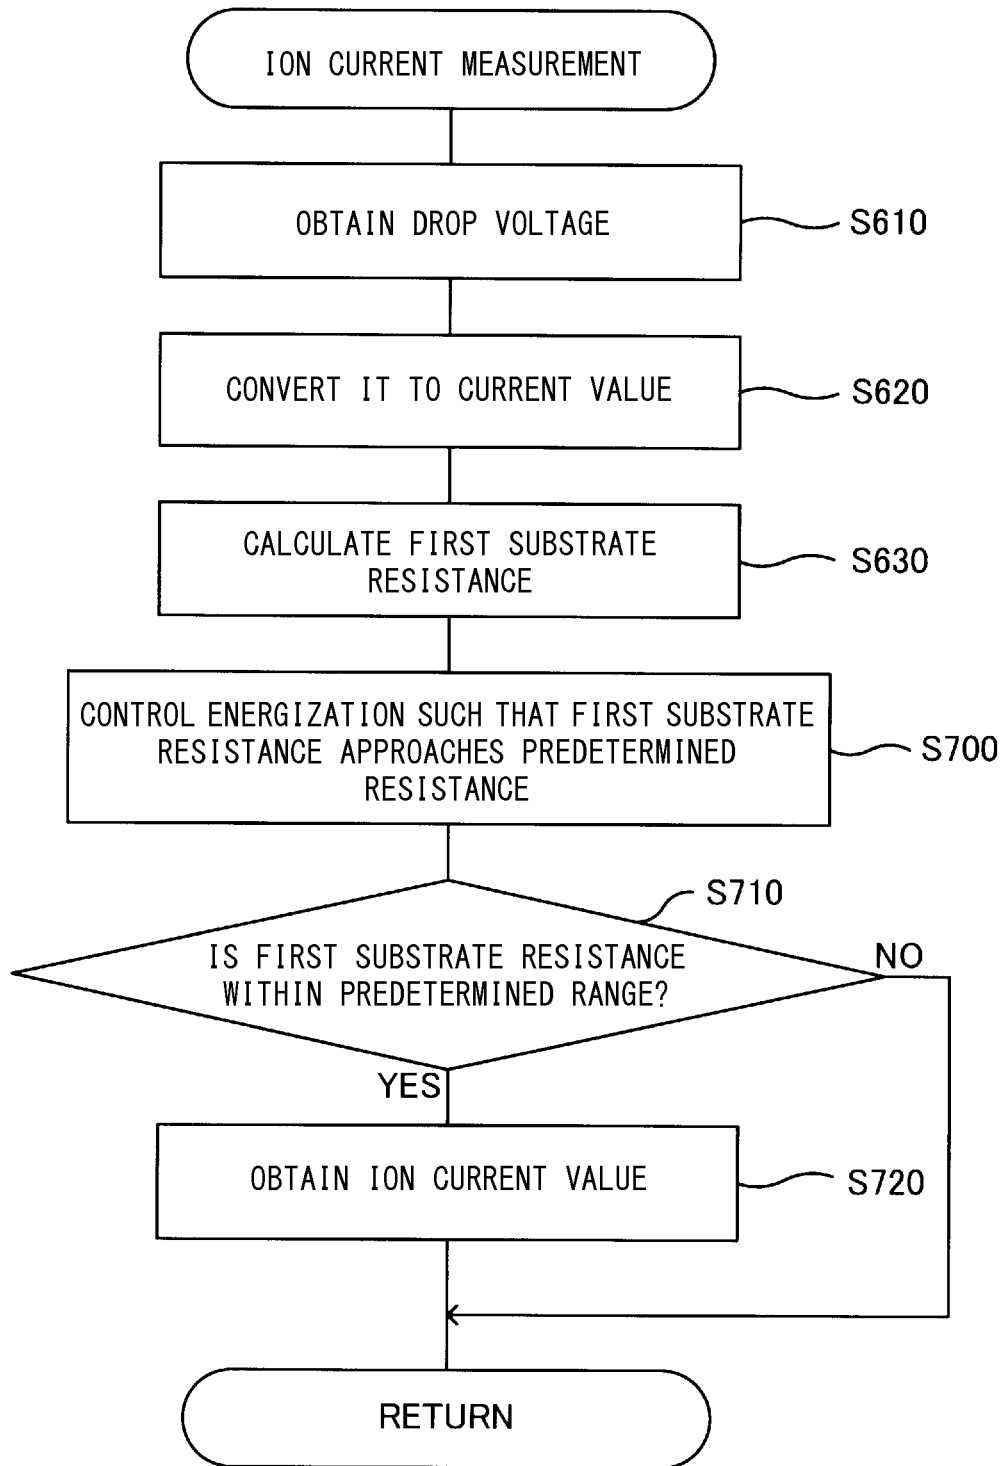 ION CURRENT MEASUREMENT
OBTAIN DROP VOLTAGE
S610
CONVERT IT TO CURRENT VALUE
S620
CALCULATE FIRST SUBSTRATE
RESISTANCE
S630
CONTROL ENERGIZATION SUCH THAT FIRST SUBSTRATE
RESISTANCE APPROACHES PREDETERMINED
RESISTANCE
S700
S710
IS FIRST SUBSTRATE RESISTANCE
WITHIN PREDETERMINED RANGE?
NO
YES
OBTAIN ION CURRENT VALUE
S720
RETURN